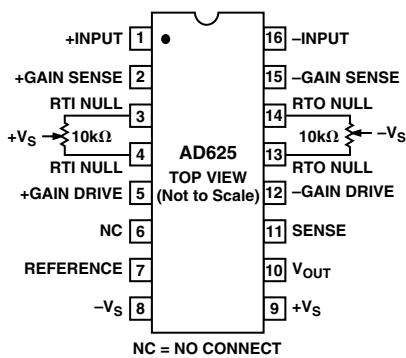 +INPUT 1 16 –INPUT
+GAIN SENSE 2 15 –GAIN SENSE
RTI NULL 3 14 RTO NULL
+VS 10kΩ 10kΩ –VS
RTI NULL 4 13 RTO NULL
AD625
TOP VIEW
(Not to Scale)
+GAIN DRIVE 5 12 –GAIN DRIVE
NC 6 11 SENSE
REFERENCE 7 10 VOUT
–VS 8 9 +VS
NC = NO CONNECT